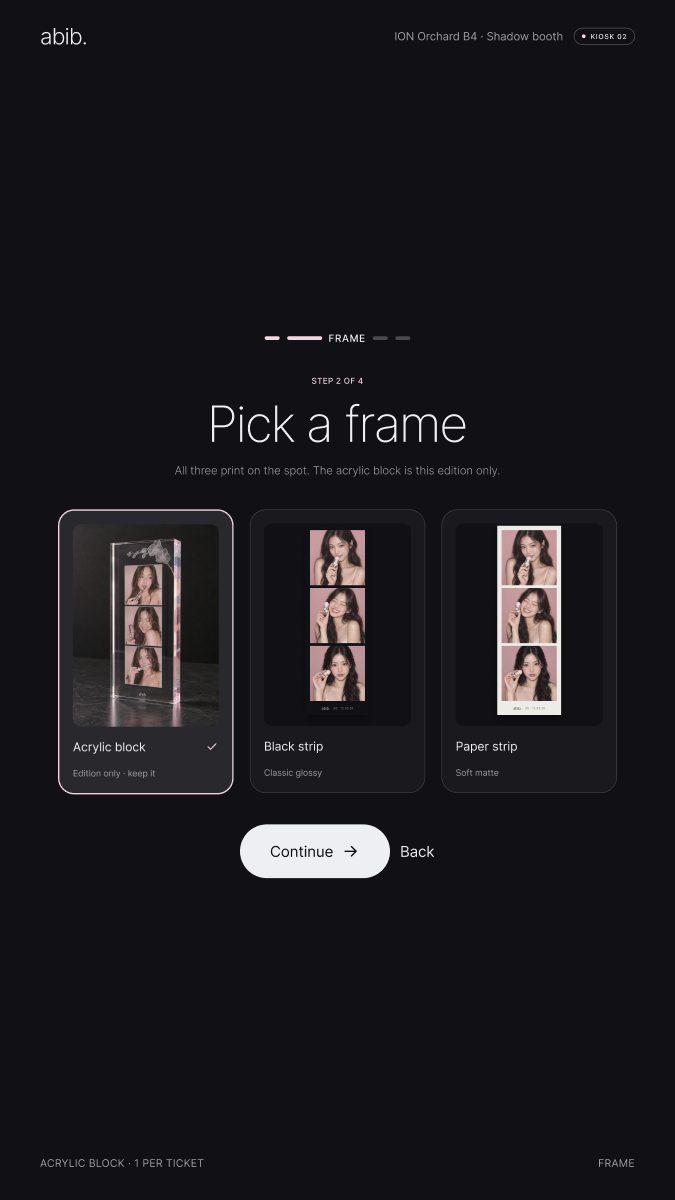 abib.
ION Orchard B4 · Shadow booth
KIOSK 02
FRAME
STEP 2 OF 4
Pick a frame
All three print on the spot. The acrylic block is this edition only.
Acrylic block
Edition only · keep it
Black strip
Classic glossy
Paper strip
Soft matte
Continue →
Back
ACRYLIC BLOCK · 1 PER TICKET
FRAME